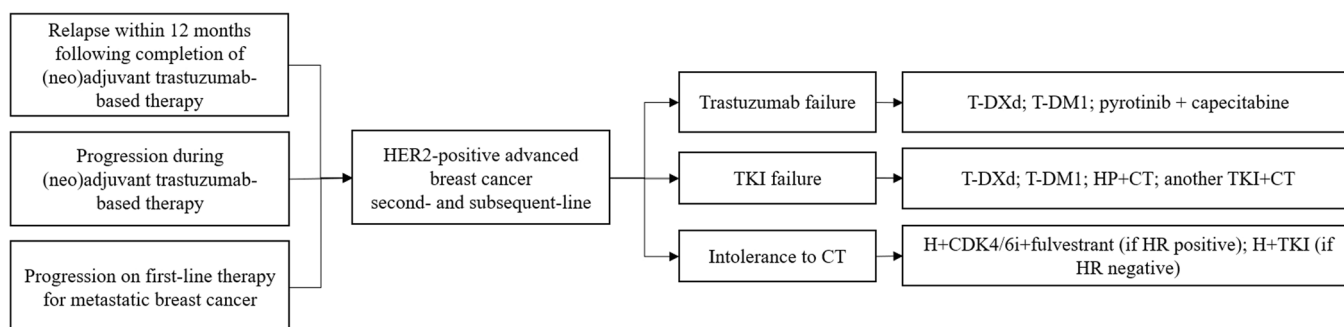 Relapse within 12 months
following completion of
(neo)adjuvant trastuzumab-
based therapy
Progression during
(neo)adjuvant trastuzumab-
based therapy
Progression on first-line therapy
for metastatic breast cancer
HER2-positive advanced
breast cancer
second- and subsequent-line
Trastuzumab failure
T-DXd; T-DM1; pyrotinib + capecitabine
TKI failure
T-DXd; T-DM1; HP+CT; another TKI+CT
Intolerance to CT
H+CDK4/6i+fulvestrant (if HR positive); H+TKI (if
HR negative)